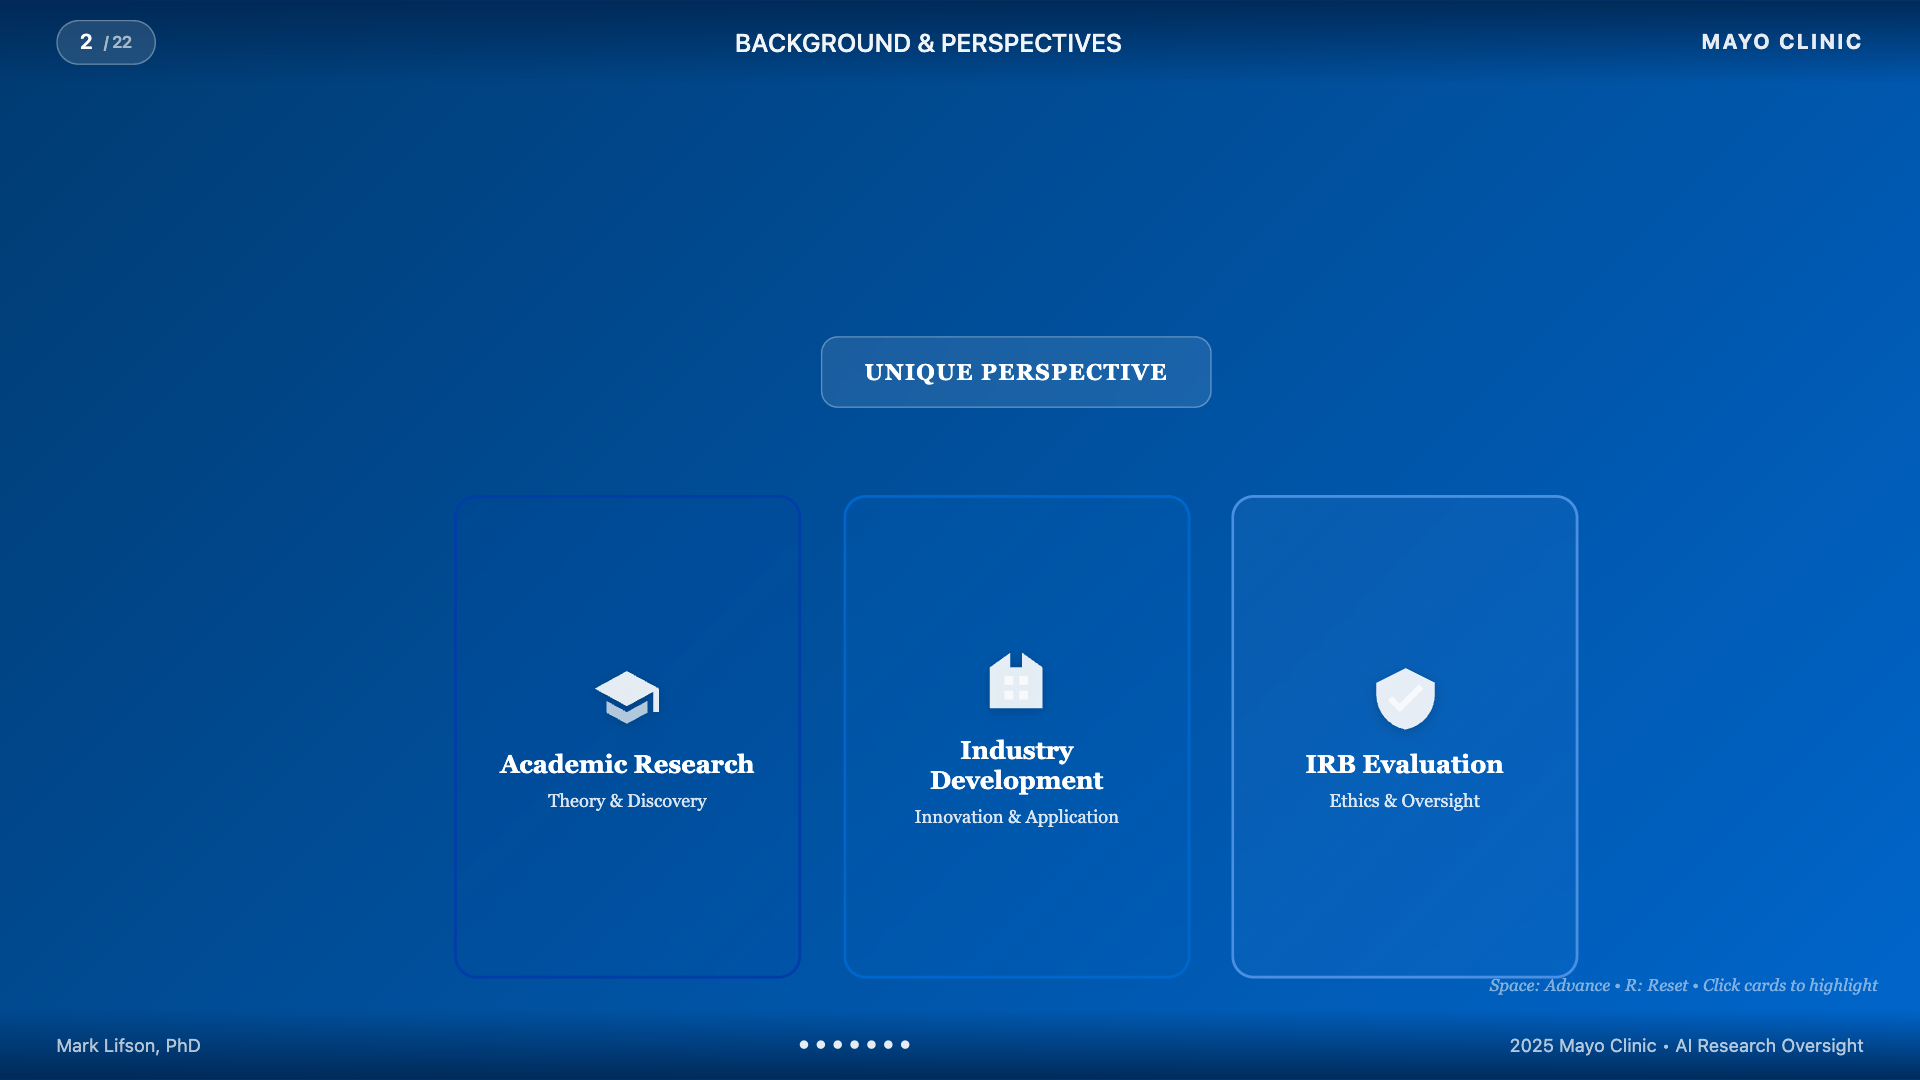 2 / 22
BACKGROUND & PERSPECTIVES
MAYO CLINIC
UNIQUE PERSPECTIVE
Academic Research
Theory & Discovery
Industry
Development
Innovation & Application
IRB Evaluation
Ethics & Oversight
Space: Advance • R: Reset • Click cards to highlight
Mark Lifson, PhD
2025 Mayo Clinic • AI Research Oversight